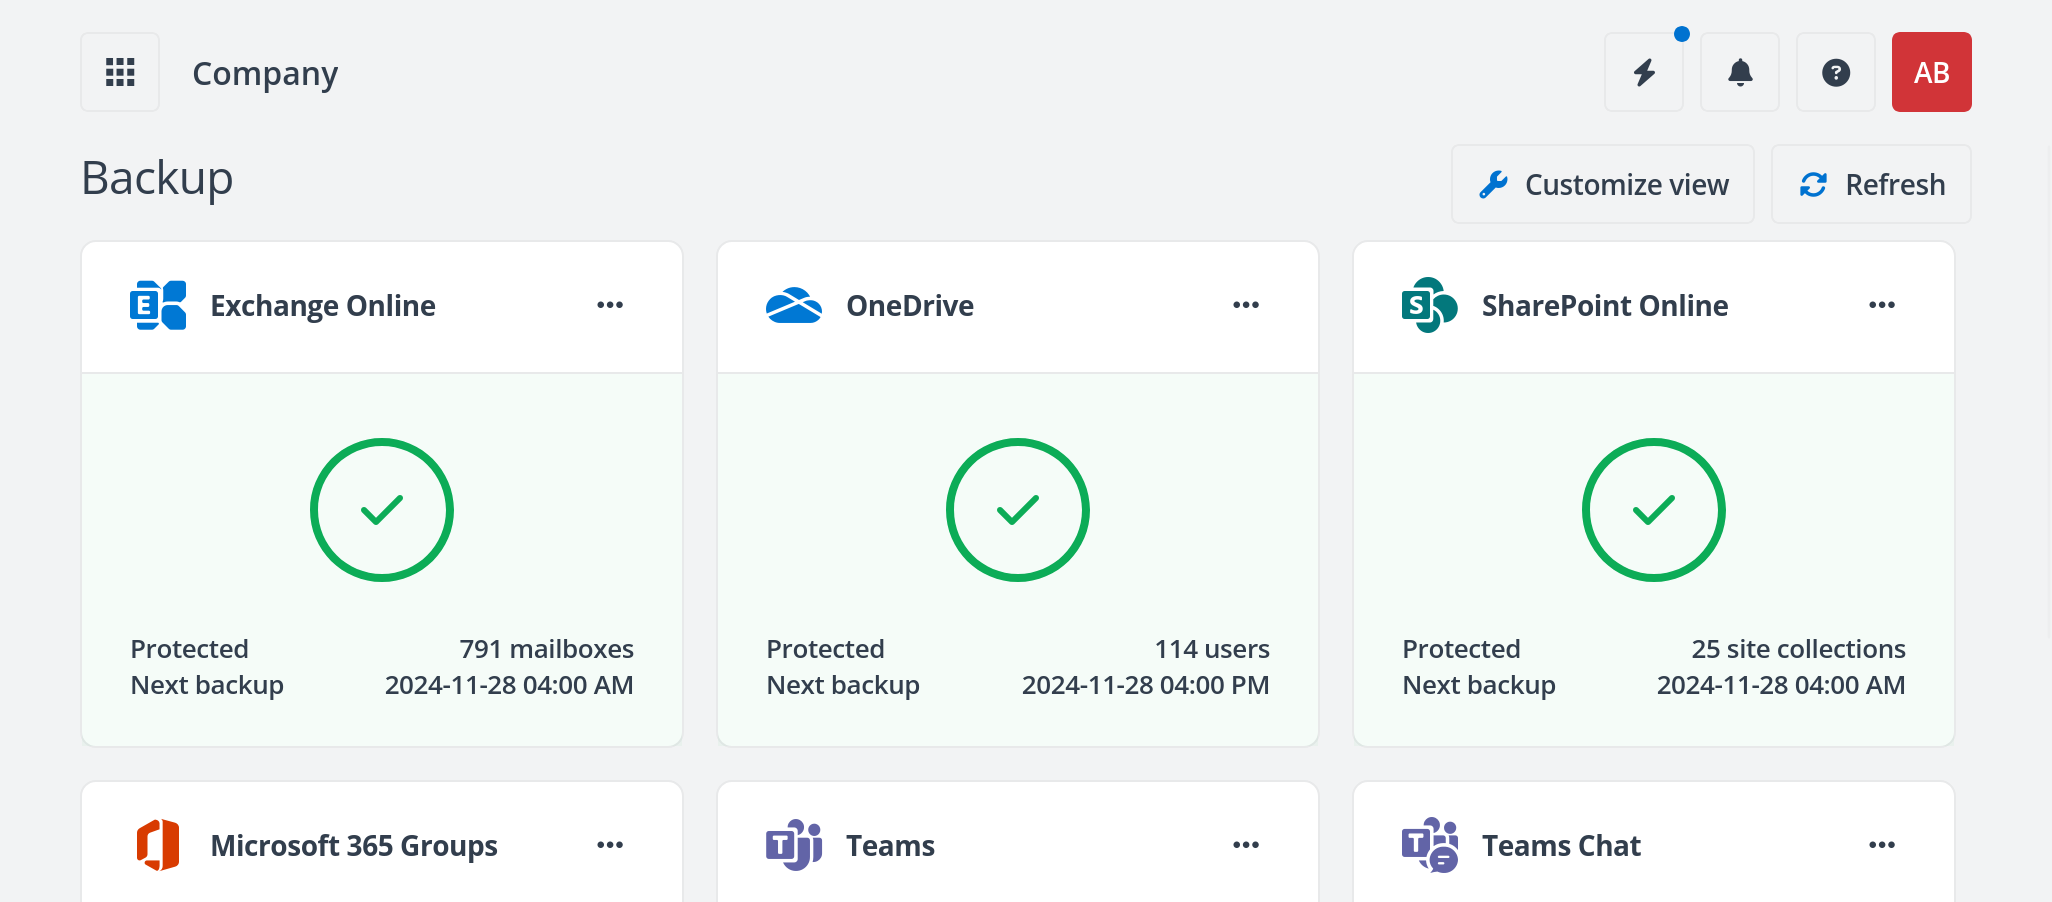 Company
AB
Backup
Customize view
Refresh
E Exchange Online
OneDrive
S SharePoint Online
Protected 791 mailboxes
Next backup 2024-11-28 04:00 AM
Protected 114 users
Next backup 2024-11-28 04:00 PM
Protected 25 site collections
Next backup 2024-11-28 04:00 AM
Microsoft 365 Groups
T Teams
T Teams Chat